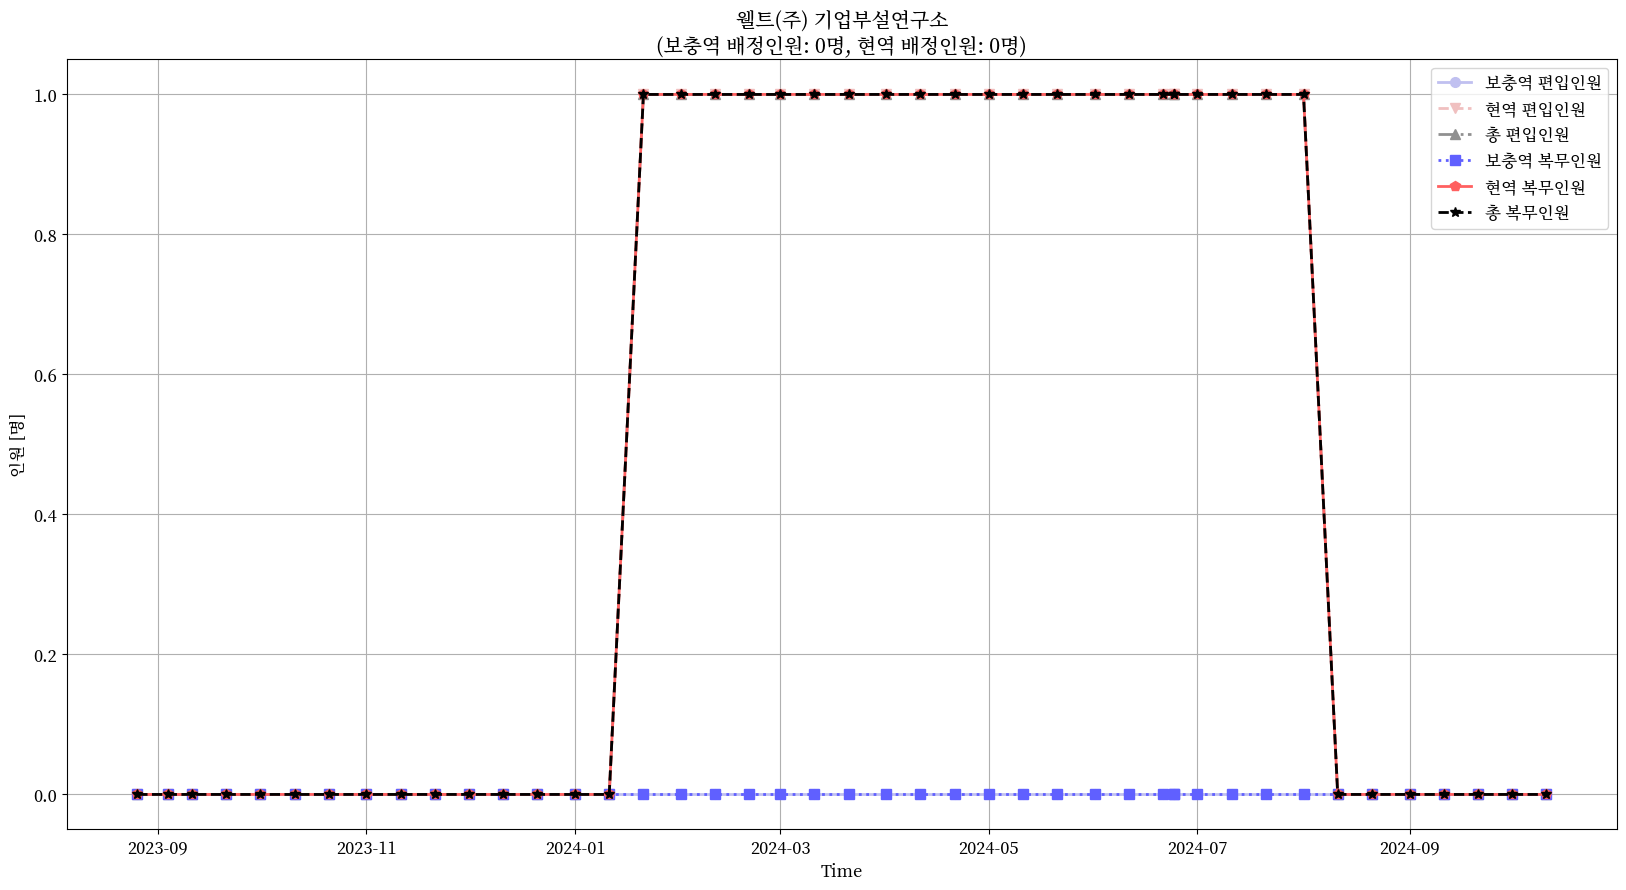 웰트(주) 기업부설연구소
(보충역 배정인원: 0명, 현역 배정인원: 0명)
보충역 편입인원
현역 편입인원
총 편입인원
보충역 복무인원
현역 복무인원
총 복무인원
인원 [명]
1.0
0.8
0.6
0.4
0.2
0.0
2023-09
2023-11
2024-01
2024-03
2024-05
2024-07
2024-09
Time